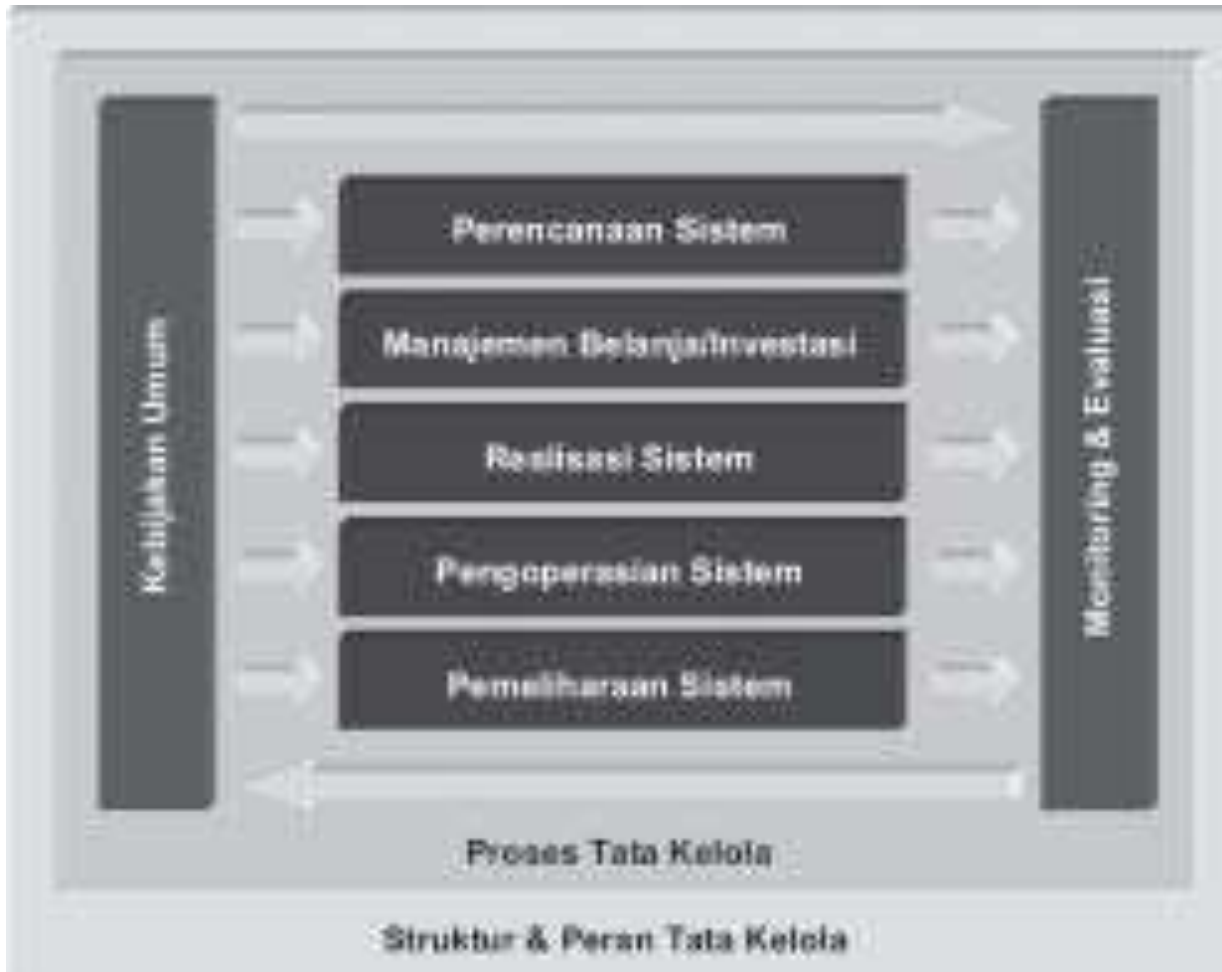 Kebijakan Umum
Perencanaan Sistem
Manajemen Belanja/Investasi
Realisasi Sistem
Pengoperasian Sistem
Pemeliharaan Sistem
Monitoring & Evaluasi
Proses Tata Kelola
Struktur & Peran Tata Kelola